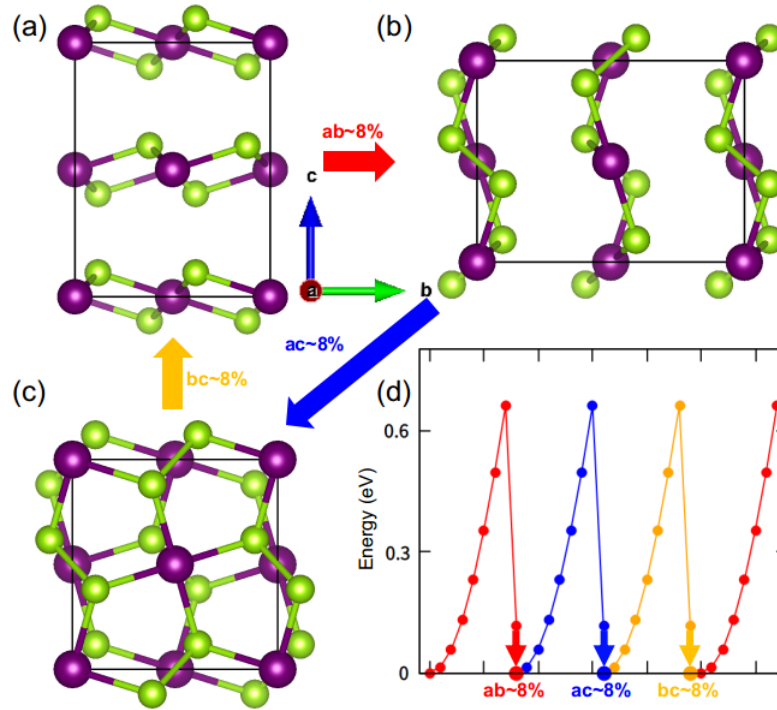 (a)
(b)
ab~8%
c
a
b
ac~8%
bc~8%
(c)
(d)
0.6
0.3
0
Energy (eV)
ab~8%
ac~8%
bc~8%